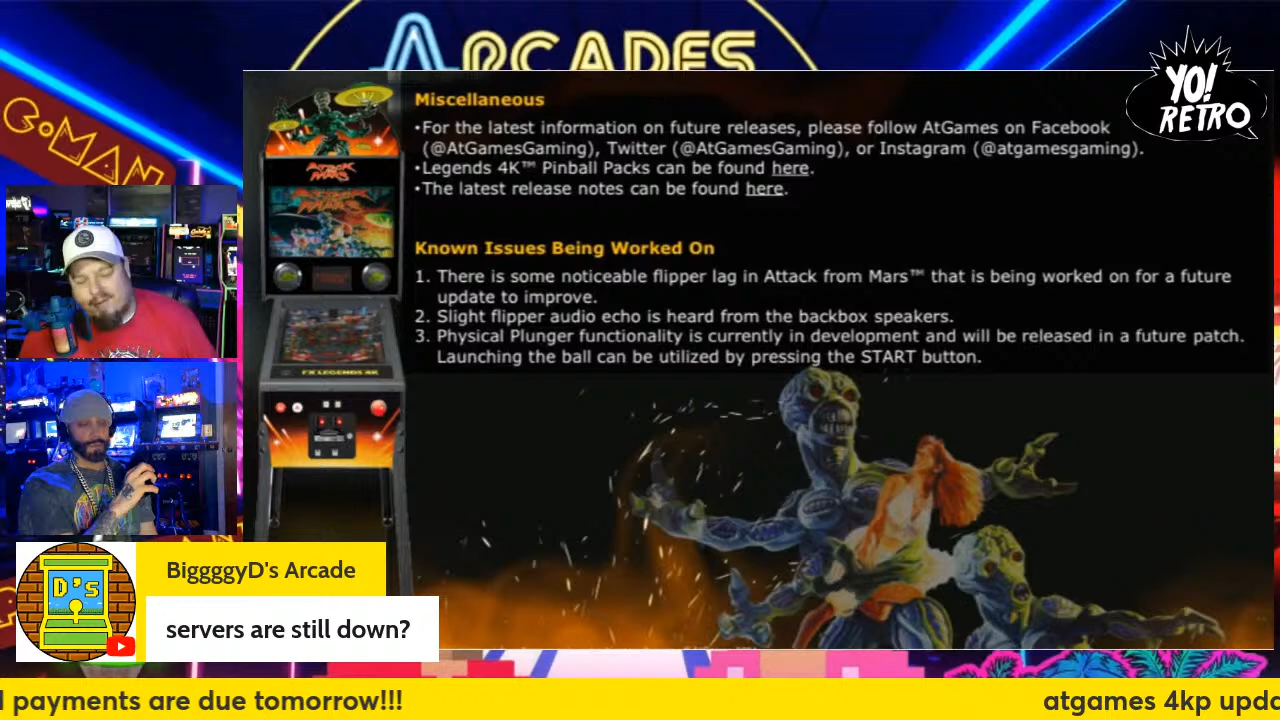 ARCADES
YO!
RETRO
COMAN
Miscellaneous
•For the latest information on future releases, please follow AtGames on Facebook
(@AtGamesGaming), Twitter (@AtGamesGaming), or Instagram (@atgamesgaming).
•Legends 4K™ Pinball Packs can be found here.
•The latest release notes can be found here.
Known Issues Being Worked On
1. There is some noticeable flipper lag in Attack from Mars™ that is being worked on for a future
update to improve.
2. Slight flipper audio echo is heard from the backbox speakers.
3. Physical Plunger functionality is currently in development and will be released in a future patch.
Launching the ball can be utilized by pressing the START button.
FX LEGENDS 4K
D's
BiggggyD's Arcade
servers are still down?
l payments are due tomorrow!!!
atgames 4kp upda